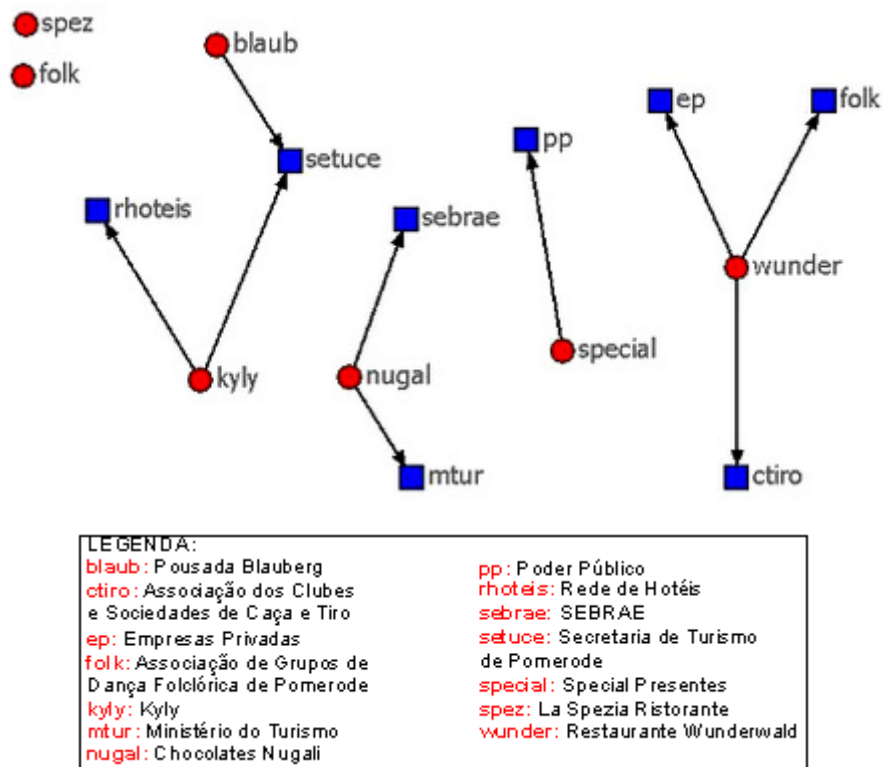 spez
blaub
folk
ep
folk
pp
setuce
rhoteis
sebrae
wunder
special
kyly
nugal
mtur
ctiro
LEGENDA:
blaub: Pousada Blauberg
ctiro: Associação dos Clubes
e Sociedades de Caça e Tiro
ep: Empresas Privadas
folk: Associação de Grupos de
Dança Folclórica de Pomerode
kyly: Kyly
mtur: Ministério do Turismo
nugal: Chocolates Nugali
pp: Poder Público
rhoteis: Rede de Hotéis
sebrae: SEBRAE
setuce: Secretaria de Turismo
de Pomerode
special: Special Presentes
spez: La Spezia Ristorante
wunder: Restaurante Wunderwald